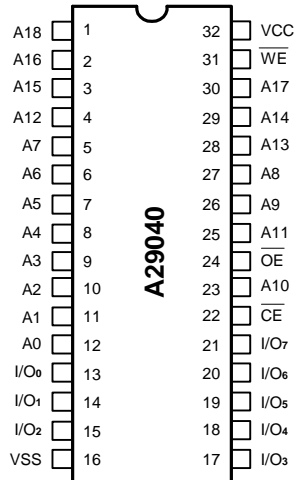 A18 1 32 VCC
A16 2 31 WE
A15 3 30 A17
A12 4 29 A14
A7 5 28 A13
A6 6 27 A8
A5 7 26 A9
A4 8 25 A11
A3 9 24 OE
A2 10 23 A10
A1 11 22 CE
A0 12 21 I/O7
I/O0 13 20 I/O6
I/O1 14 19 I/O5
I/O2 15 18 I/O4
VSS 16 17 I/O3
A29040